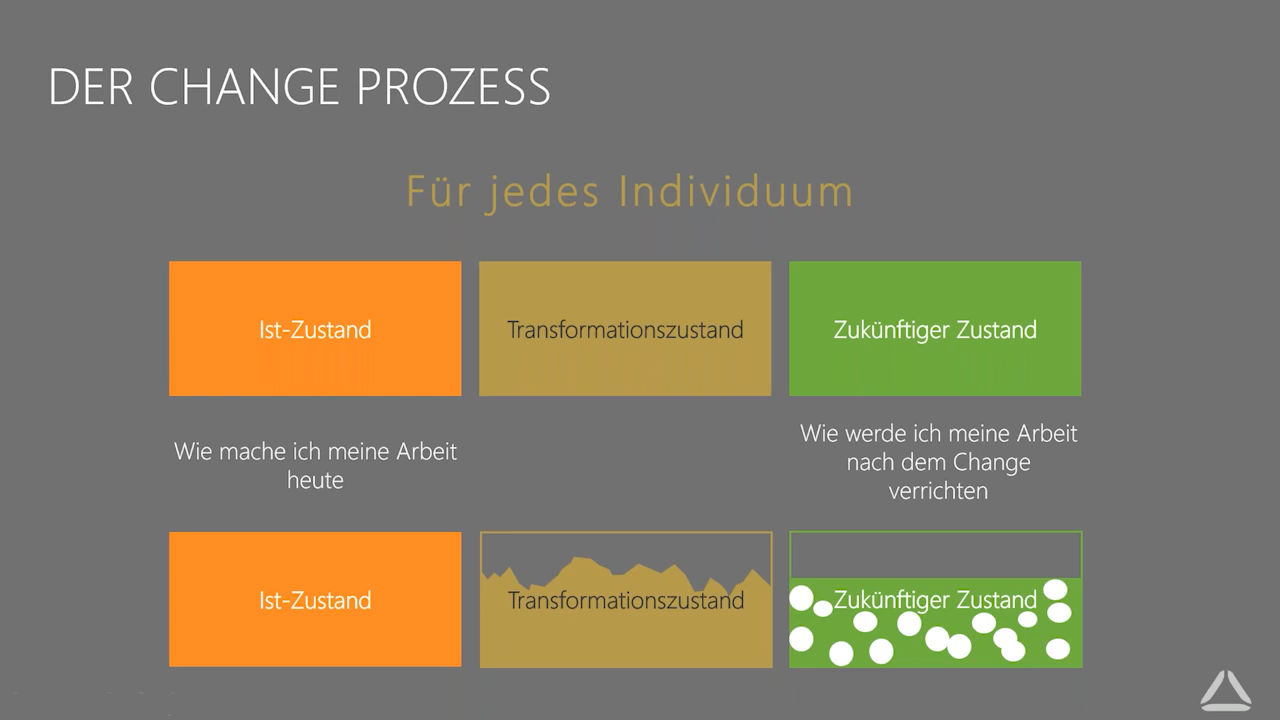 DER CHANGE PROZESS
Für jedes Individuum
Ist-Zustand
Transformationszustand
Zukünftiger Zustand
Wie mache ich meine Arbeit
heute
Wie werde ich meine Arbeit
nach dem Change
verrichten
Ist-Zustand
Transformationszustand
Zukünftiger Zustand